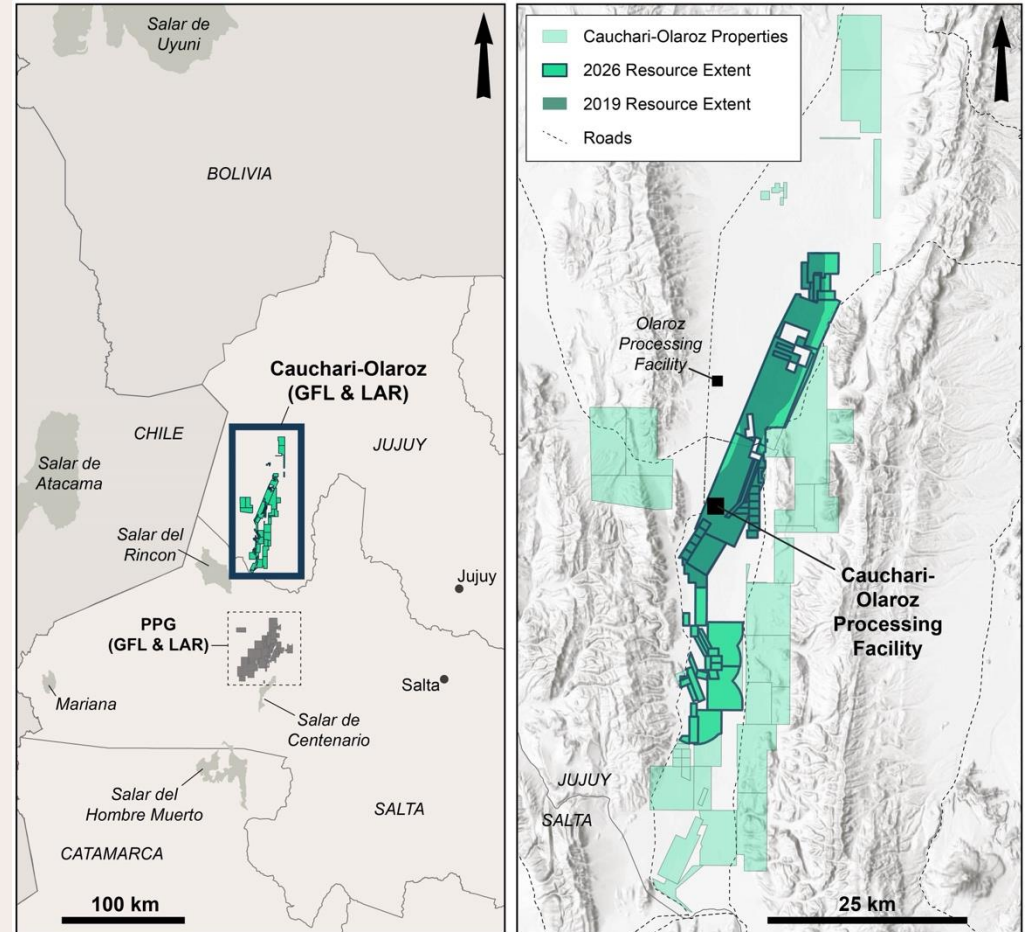 Salar de
Uyuni
BOLIVIA
Cauchari-Olaroz
(GFL & LAR)
CHILE
JUJUY
Salar de
Atacama
Salar del
Rincon
Jujuy
PPG
(GFL & LAR)
Salta
Mariana
Salar de
Centenario
Salar del
Hombre Muerto
SALTA
CATAMARCA
100 km
Cauchari-Olaroz Properties
2026 Resource Extent
2019 Resource Extent
Roads
Olaroz
Processing
Facility
Cauchari-
Olaroz
Processing
Facility
JUJUY
SALTA
25 km